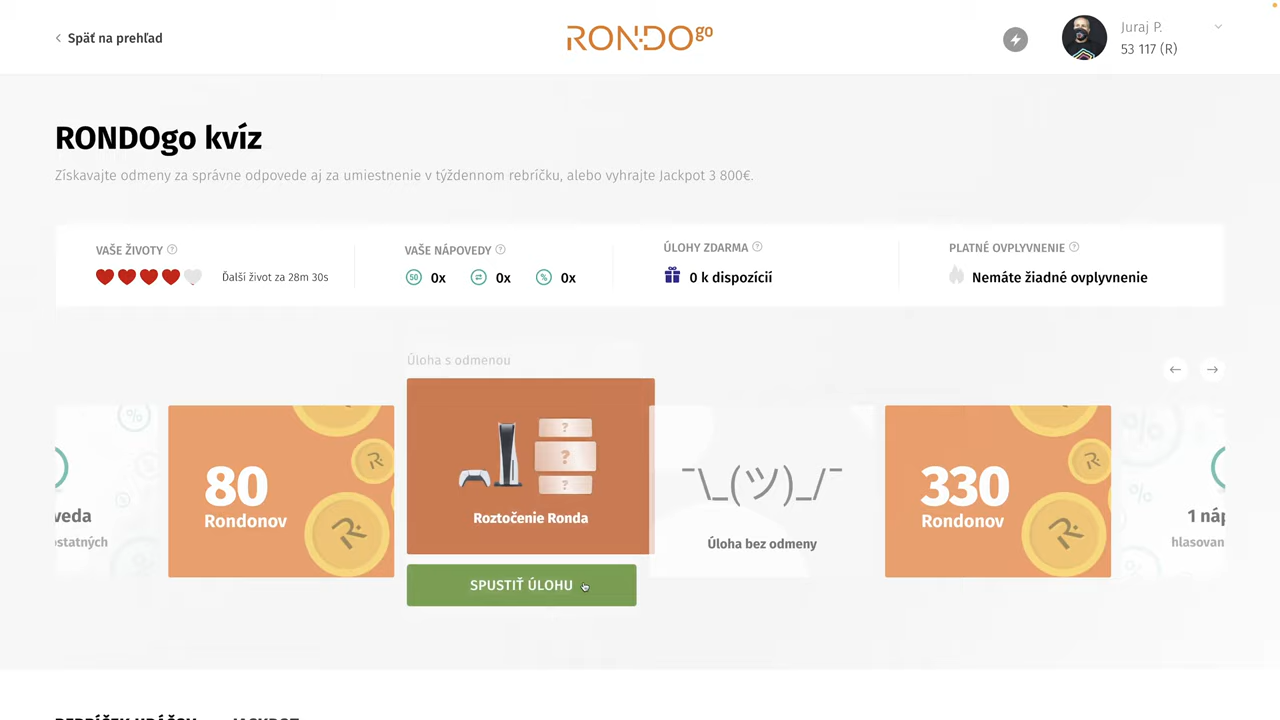 Späť na prehľad
RONDOgo
Juraj P.
53 117 (R)
RONDOgo kvíz
Získavajte odmeny za správne odpovede aj za umiestnenie v týždennom rebríčku, alebo vyhrajte Jackpot 3 800€.
VAŠE ŽIVOTY
Ďalší život za 28m 30s
VAŠE NÁPOVEDY
50 0x
0x
% 0x
ÚLOHY ZDARMA
0 k dispozícií
PLATNÉ OVPLYVNENIE
Nemáte žiadné ovplyvnenie
Úloha s odmenou
veda
ostatných
80
Rondonov
?
?
?
Roztočenie Ronda
SPUSTIŤ ÚLOHU
¯\_(ツ)_/¯
Úloha bez odmeny
330
Rondonov
1 náp
hlasovan